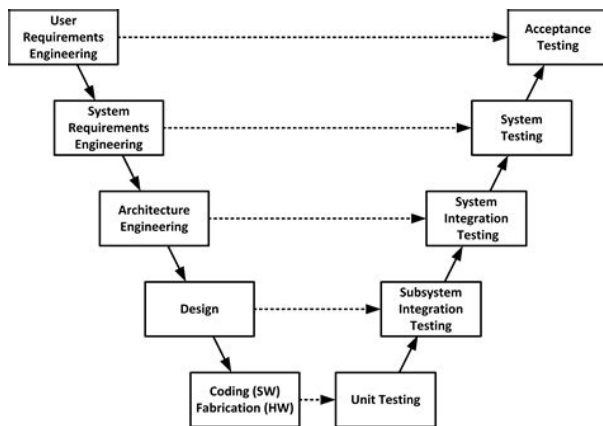 User
Requirements
Engineering
Acceptance
Testing
System
Requirements
Engineering
System
Testing
Architecture
Engineering
System
Integration
Testing
Design
Subsystem
Integration
Testing
Coding (SW)
Fabrication (HW)
Unit Testing